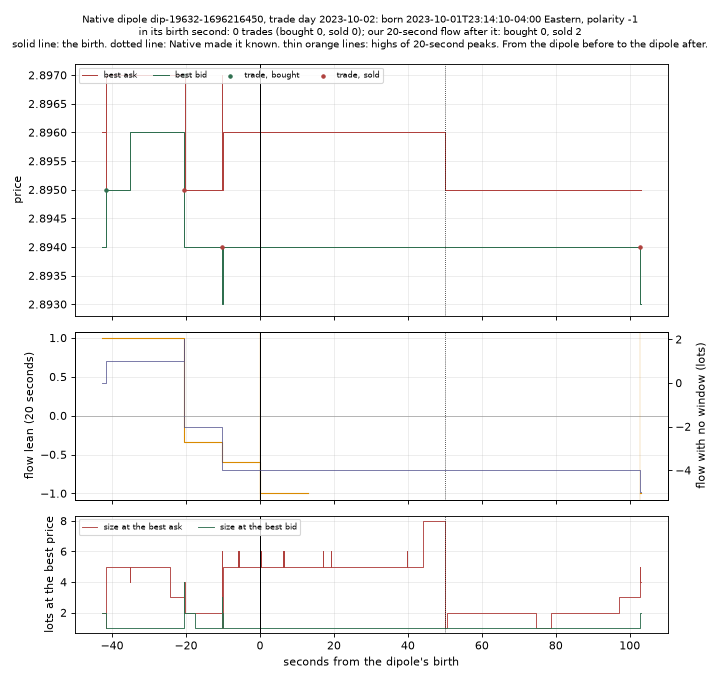 Native dipole dip-19632-1696216450, trade day 2023-10-02: born 2023-10-01T23:14:10-04:00 Eastern, polarity -1
in its birth second: 0 trades (bought 0, sold 0); our 20-second flow after it: bought 0, sold 2
solid line: the birth. dotted line: Native made it known. thin orange lines: highs of 20-second peaks. From the dipole before to the dipole after.
best ask best bid trade, bought trade, sold
2.8970
2.8965
2.8960
2.8955
2.8950
2.8945
2.8940
2.8935
2.8930
price
1.0
0.5
0.0
−0.5
−1.0
flow lean (20 seconds)
2
0
−2
−4
flow with no window (lots)
size at the best ask size at the best bid
8
6
4
2
lots at the best price
−40 −20 0 20 40 60 80 100
seconds from the dipole's birth